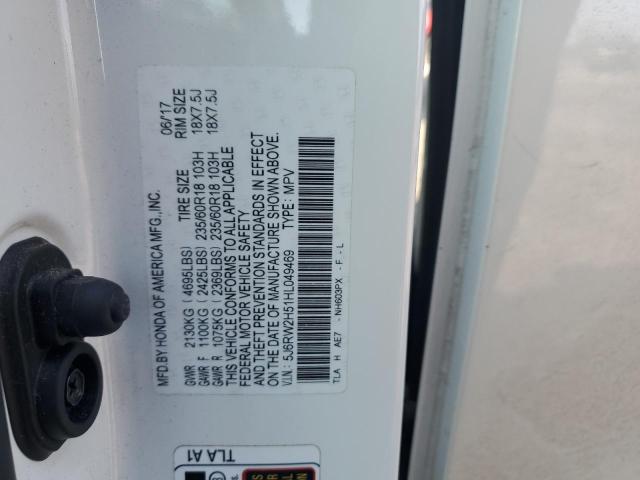 MFD.BY HONDA OF AMERICA MFG.,INC. 06/17
TIRE SIZE RIM SIZE
GVWR 2130KG (4695LBS)
GAWR F 1100KG (2425LBS) 235/60R18 103H 18X7.5J
GAWR R 1075KG (2369LBS) 235/60R18 103H 18X7.5J
THIS VEHICLE CONFORMS TO ALL APPLICABLE
FEDERAL MOTOR VEHICLE SAFETY
AND THEFT PREVENTION STANDARDS IN EFFECT
ON THE DATE OF MANUFACTURE SHOWN ABOVE.
V.I.N.: 5J6RW2H51HL049469 TYPE: MPV
TLA H AE7 - NH603PX - F - L
TLA A1